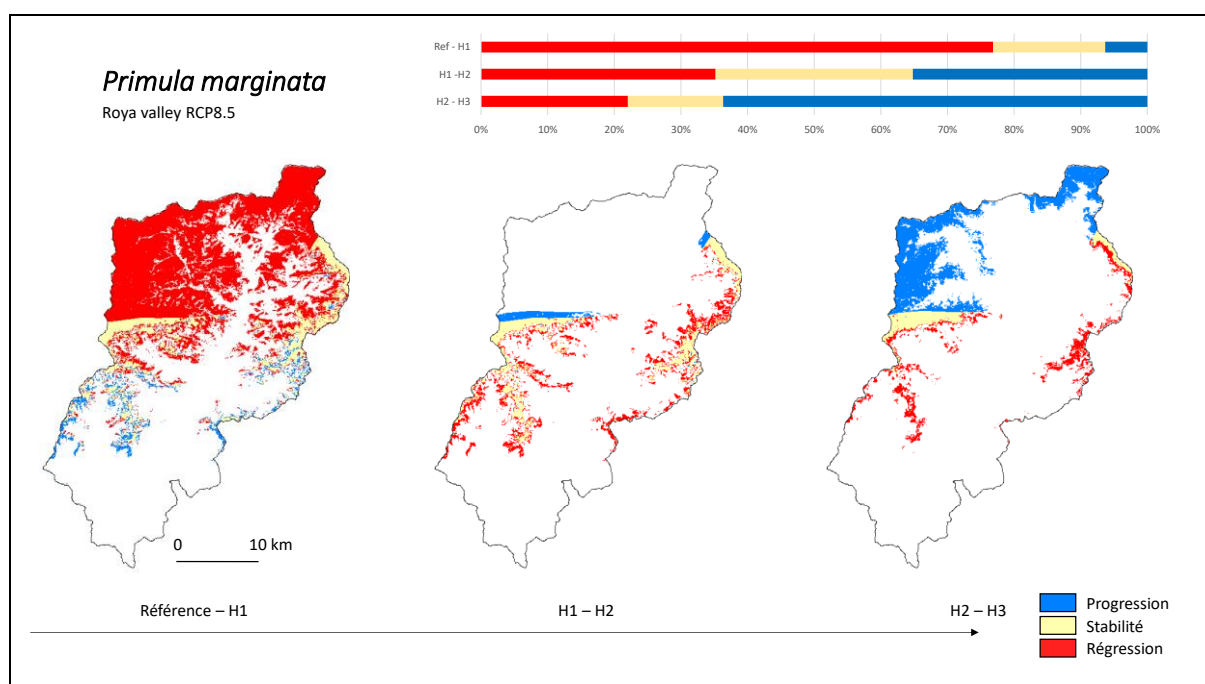 Primula marginata
Roya valley RCP8.5
Ref - H1
H1 -H2
H2 - H3
0% 10% 20% 30% 40% 50% 60% 70% 80% 90% 100%
0 10 km
Référence – H1
H1 – H2
H2 – H3
Progression
Stabilité
Régression